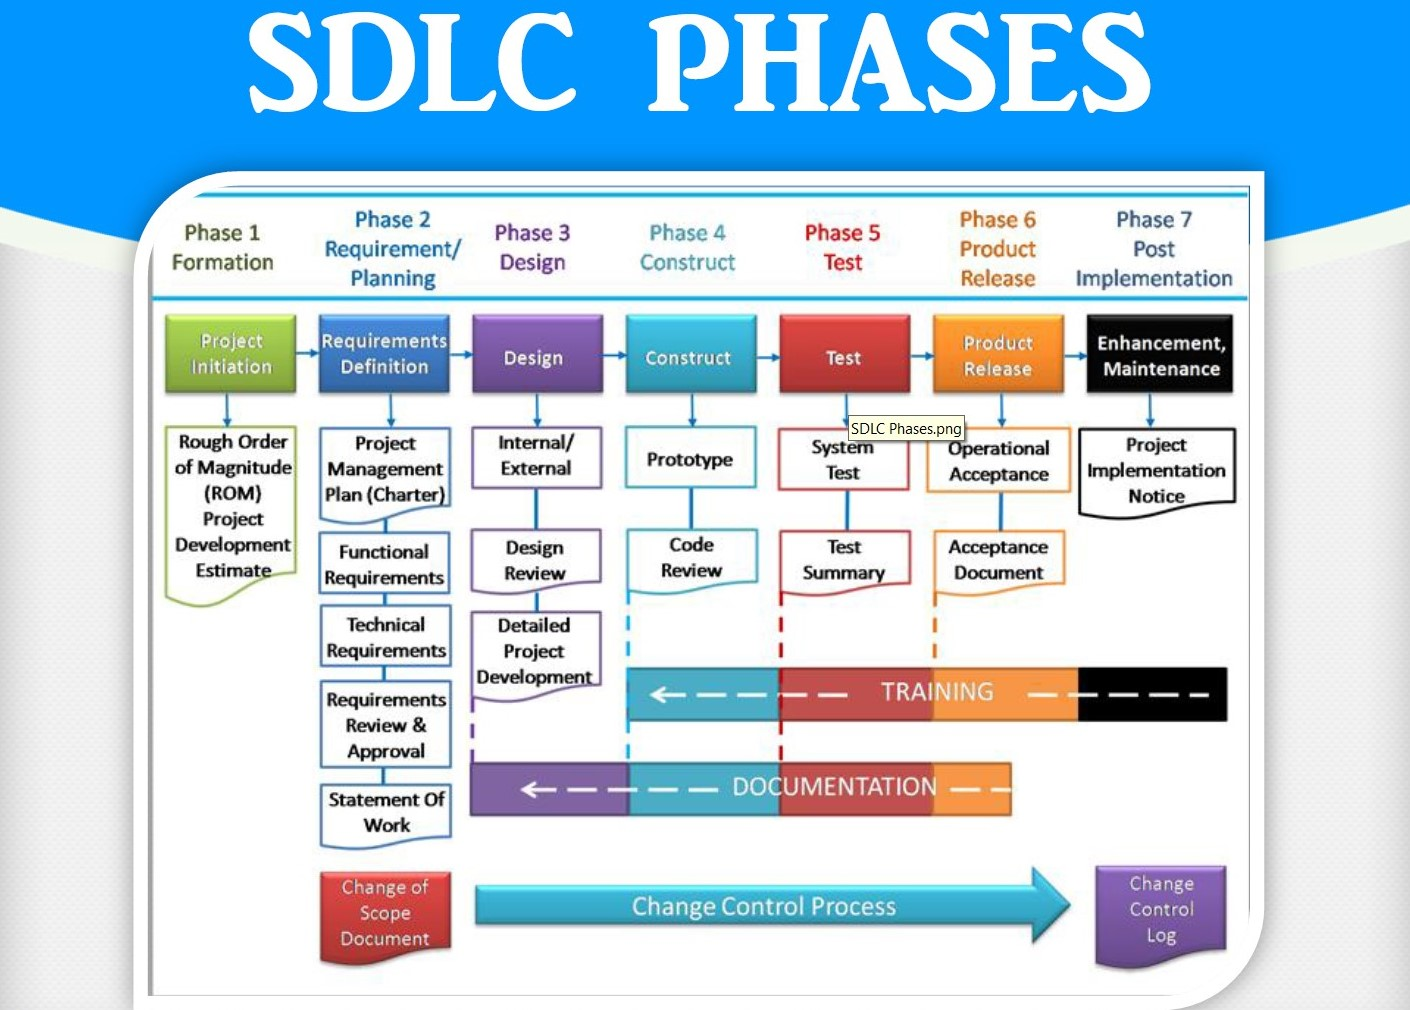 SDLC PHASES
Phase 1
Formation
Phase 2
Requirement/
Planning
Phase 3
Design
Phase 4
Construct
Phase 5
Test
Phase 6
Product
Release
Phase 7
Post
Implementation
Project
Initiation
Requirements
Definition
Design
Construct
Test
Product
Release
Enhancement,
Maintenance
Rough Order
of Magnitude
(ROM)
Project
Development
Estimate
Project
Management
Plan (Charter)
Functional
Requirements
Technical
Requirements
Requirements
Review &
Approval
Statement Of
Work
Internal/
External
Design
Review
Detailed
Project
Development
Prototype
Code
Review
SDLC Phases.png
System
Test
Test
Summary
Operational
Acceptance
Acceptance
Document
Project
Implementation
Notice
TRAINING
DOCUMENTATION
Change of
Scope
Document
Change Control Process
Change
Control
Log